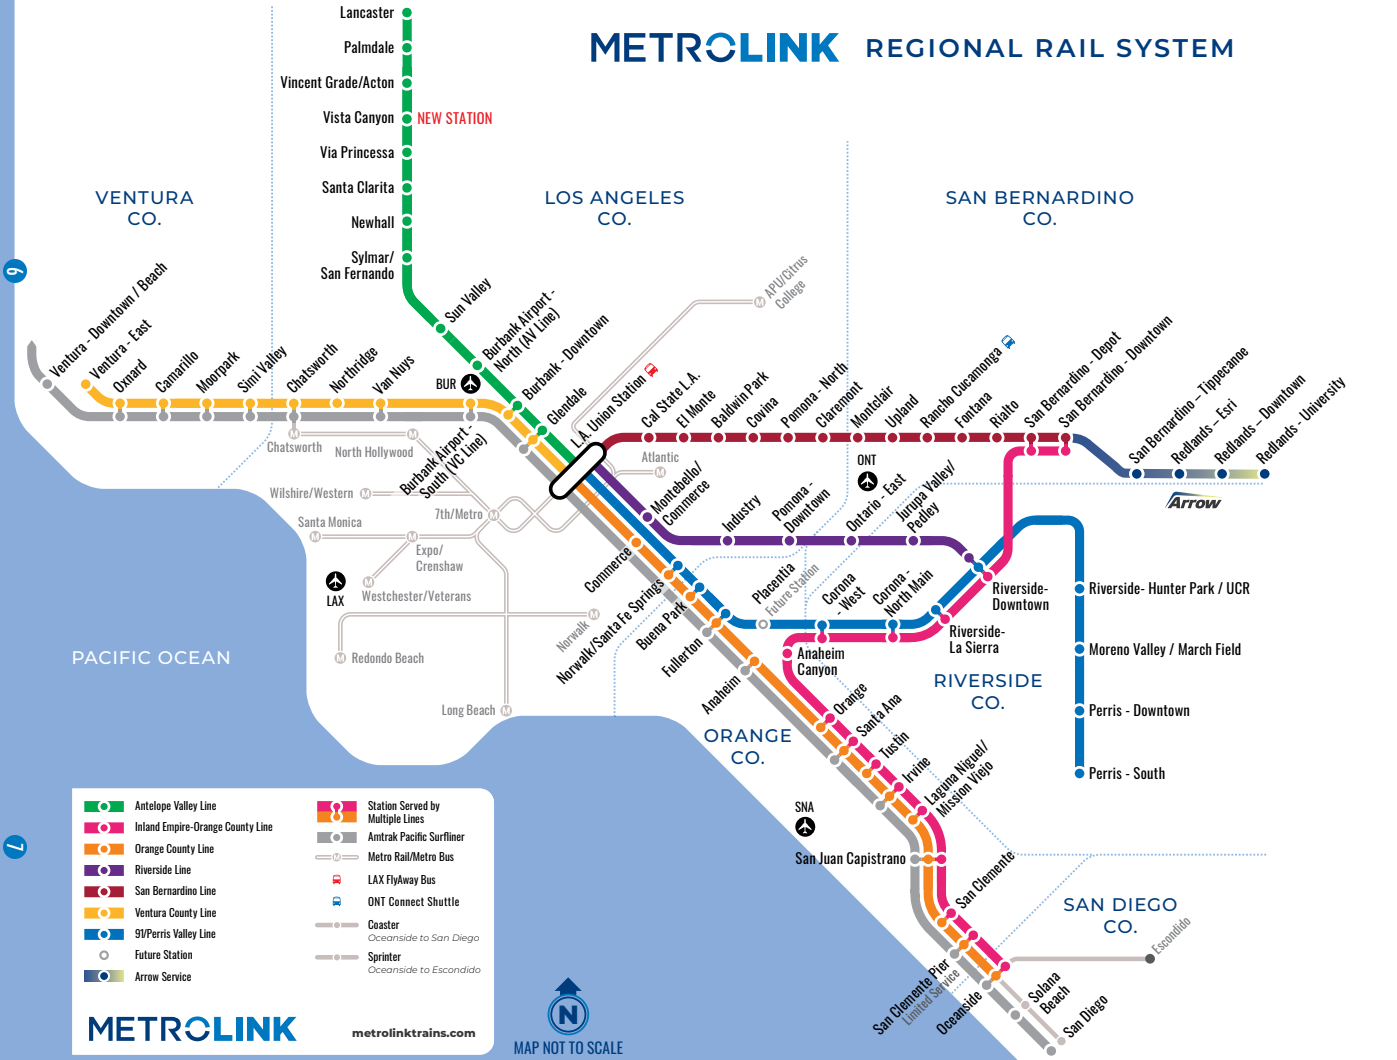 METROLINK REGIONAL RAIL SYSTEM
Lancaster
Palmdale
Vincent Grade/Acton
Vista Canyon
NEW STATION
Via Princessa
Santa Clarita
Newhall
Sylmar/
San Fernando
VENTURA
CO.
LOS ANGELES
CO.
SAN BERNARDINO
CO.
6
Ventura - Downtown / Beach
Ventura - East
Oxnard
Camarillo
Moorpark
Simi Valley
Chatsworth
Northridge
Van Nuys
BUR
Sun Valley
Burbank Airport -
North (AV Line)
Burbank - Downtown
Glendale
L.A. Union Station
M
APU/Citrus
College
Cal State L.A.
El Monte
Baldwin Park
Covina
Pomona - North
Claremont
Montclair
Upland
Rancho Cucamonga
Fontana
Rialto
San Bernardino - Depot
San Bernardino - Downtown
San Bernardino – Tippecanoe
Redlands – Esri
Redlands – Downtown
Redlands - University
Arrow
M
Chatsworth
M
North Hollywood
Burbank Airport -
South (VC Line)
Wilshire/Western
M
7th/Metro
M
Santa Monica
M
M
Expo/
Crenshaw
M
Westchester/Veterans
LAX
Atlantic
M
M
Norwalk
M
Redondo Beach
Long Beach
M
Montebello/
Commerce
Industry
Pomona -
Downtown
ONT
Ontario - East
Jurupa Valley/
Pedley
Commerce
Norwalk/Santa Fe Springs
Buena Park
Fullerton
Anaheim
Placentia
Future Station
Corona
- West
Corona -
North Main
Riverside-
Downtown
Riverside-
La Sierra
Riverside- Hunter Park / UCR
Moreno Valley / March Field
Perris - Downtown
Perris - South
Anaheim
Canyon
Orange
Santa Ana
Tustin
Irvine
Laguna Niguel/
Mission Viejo
PACIFIC OCEAN
RIVERSIDE
CO.
ORANGE
CO.
SNA
San Juan Capistrano
San Clemente
San Clemente Pier
Limited Service
Oceanside
SAN DIEGO
CO.
Escondido
Solana
Beach
San Diego
7
Antelope Valley Line
Inland Empire-Orange County Line
Orange County Line
Riverside Line
San Bernardino Line
Ventura County Line
91/Perris Valley Line
Future Station
Arrow Service
Station Served by
Multiple Lines
Amtrak Pacific Surfliner
M
Metro Rail/Metro Bus
LAX FlyAway Bus
ONT Connect Shuttle
Coaster
Oceanside to San Diego
Sprinter
Oceanside to Escondido
METROLINK
metrolinktrains.com
N
MAP NOT TO SCALE